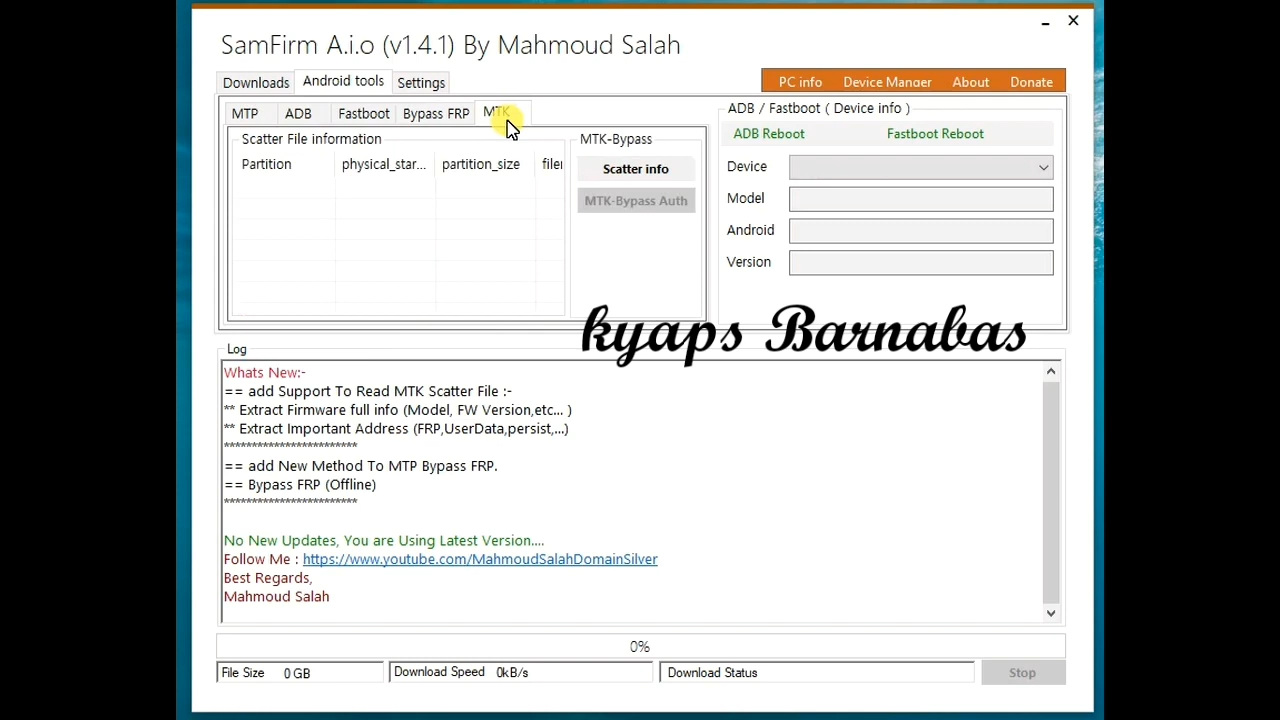 SamFirm A.i.o (v1.4.1) By Mahmoud Salah
Downloads Android tools Settings
PC info Device Manger About Donate
MTP ADB Fastboot Bypass FRP MTK
Scatter File information
Partition physical_star... partition_size
MTK-Bypass
Scatter info
MTK-Bypass Auth
ADB / Fastboot ( Device info )
ADB Reboot Fastboot Reboot
Device
Model
Android
Version
kyaps Barnabas
Log
Whats New:-
== add Support To Read MTK Scatter File :-
** Extract Firmware full info (Model, FW Version,etc... )
** Extract Important Address (FRP,UserData,persist,...)
************************
== add New Method To MTP Bypass FRP.
== Bypass FRP (Offline)
************************
No New Updates, You are Using Latest Version....
Follow Me : https://www.youtube.com/MahmoudSalahDomainSilver
Best Regards,
Mahmoud Salah
0%
File Size 0 GB Download Speed 0kB/s Download Status Stop